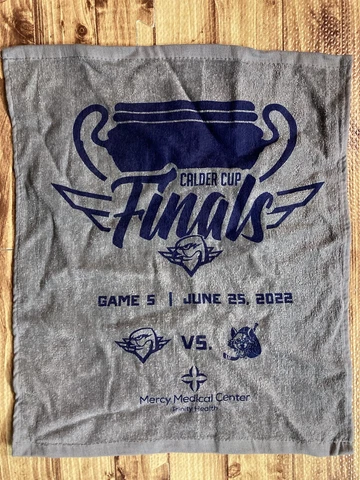 CALDER CUP
Finals
GAME 5 | JUNE 25, 2022
VS.
Mercy Medical Center
Trinity Health